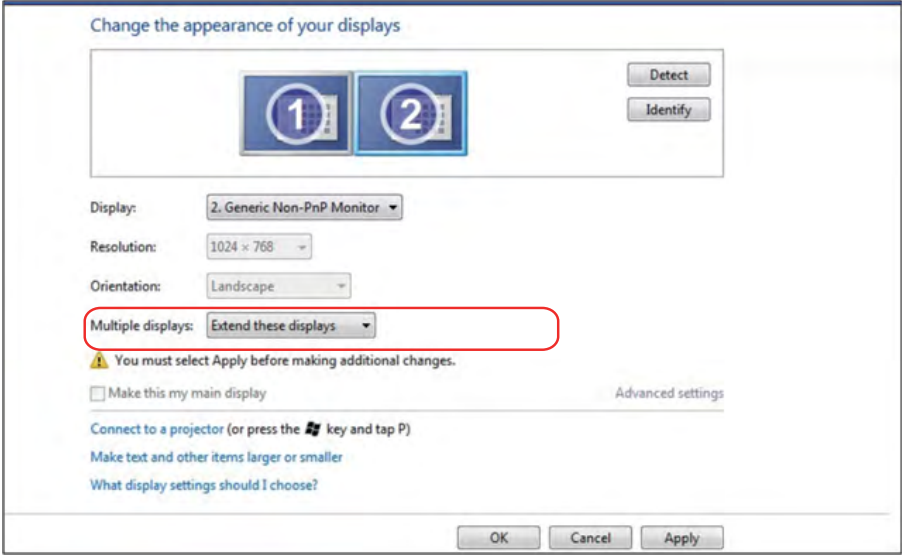 Change the appearance of your displays
1 2
Detect
Identify
Display: 2. Generic Non-PnP Monitor
Resolution: 1024 × 768
Orientation: Landscape
Multiple displays: Extend these displays
You must select Apply before making additional changes.
Make this my main display Advanced settings
Connect to a projector (or press the key and tap P)
Make text and other items larger or smaller
What display settings should I choose?
OK Cancel Apply